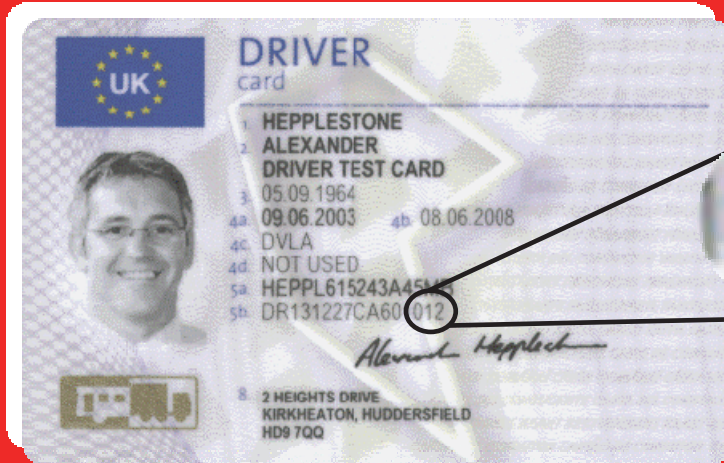 UK
DRIVER
card
1. HEPPLESTONE
2. ALEXANDER
DRIVER TEST CARD
3. 05.09.1964
4a. 09.06.2003 4b. 08.06.2008
4c. DVLA
4d. NOT USED
5a. HEPPL615243A45MB
5b. DR131227CA60 012
8. 2 HEIGHTS DRIVE
KIRKHEATON, HUDDERSFIELD
HD9 7QQ